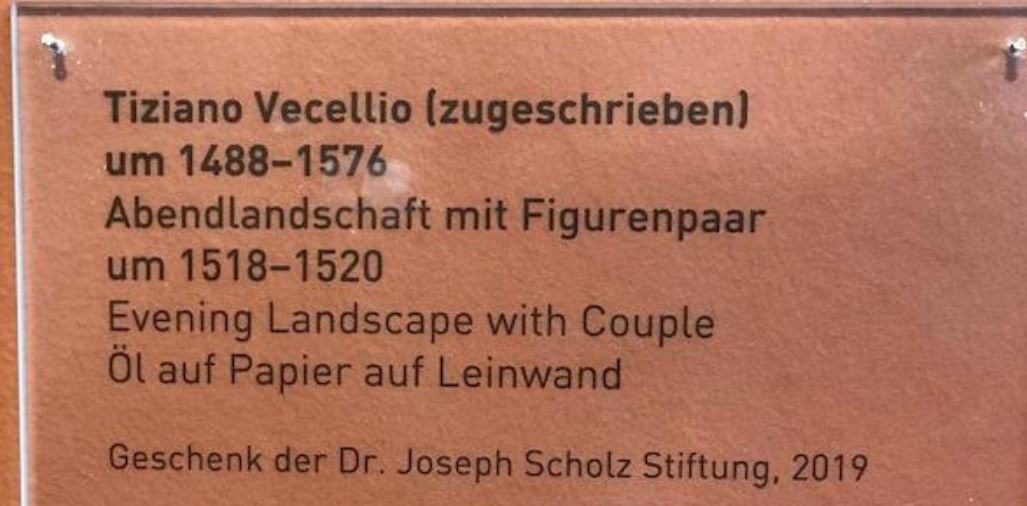 Tiziano Vecellio (zugeschrieben)
um 1488–1576
Abendlandschaft mit Figurenpaar
um 1518–1520
Evening Landscape with Couple
Öl auf Papier auf Leinwand
Geschenk der Dr. Joseph Scholz Stiftung, 2019